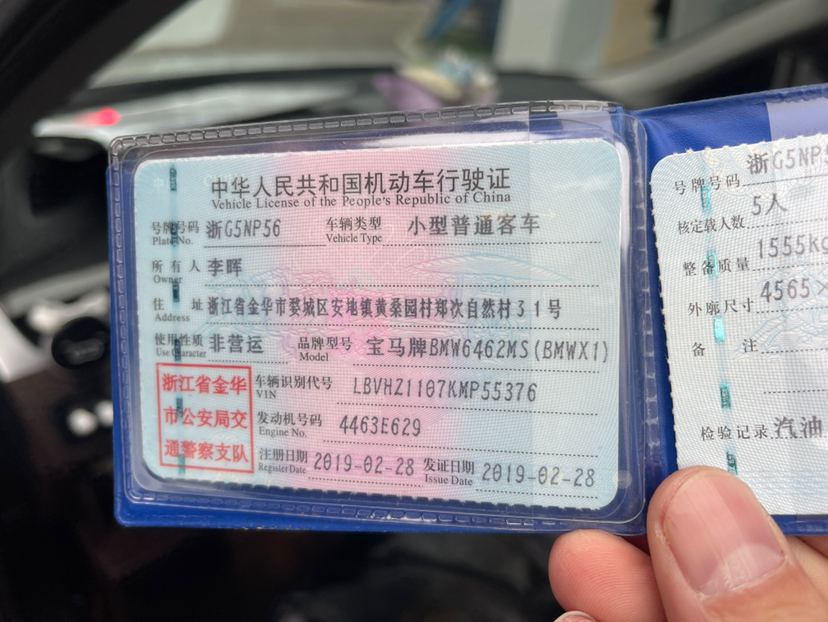 中华人民共和国机动车行驶证
Vehicle License of the People's Republic of China
号牌号码 浙G5NP56 车辆类型 小型普通客车
Plate No. Vehicle Type
所有人 李晖
Owner
住址 浙江省金华市婺城区安地镇黄桑园村郑次自然村31号
Address
使用性质 非营运 品牌型号 宝马牌BMW6462MS(BMWX1)
Use Character Model
浙江省金华
市公安局交
通警察支队
车辆识别代号 LBVHZ1107KMP55376
VIN
发动机号码 4463E629
Engine No.
注册日期 2019-02-28 发证日期 2019-02-28
Register Date Issue Date
号牌号码 浙G5NP5
核定载人数 5人
整备质量 1555kg
外廓尺寸 4565×
备注
检验记录 汽油